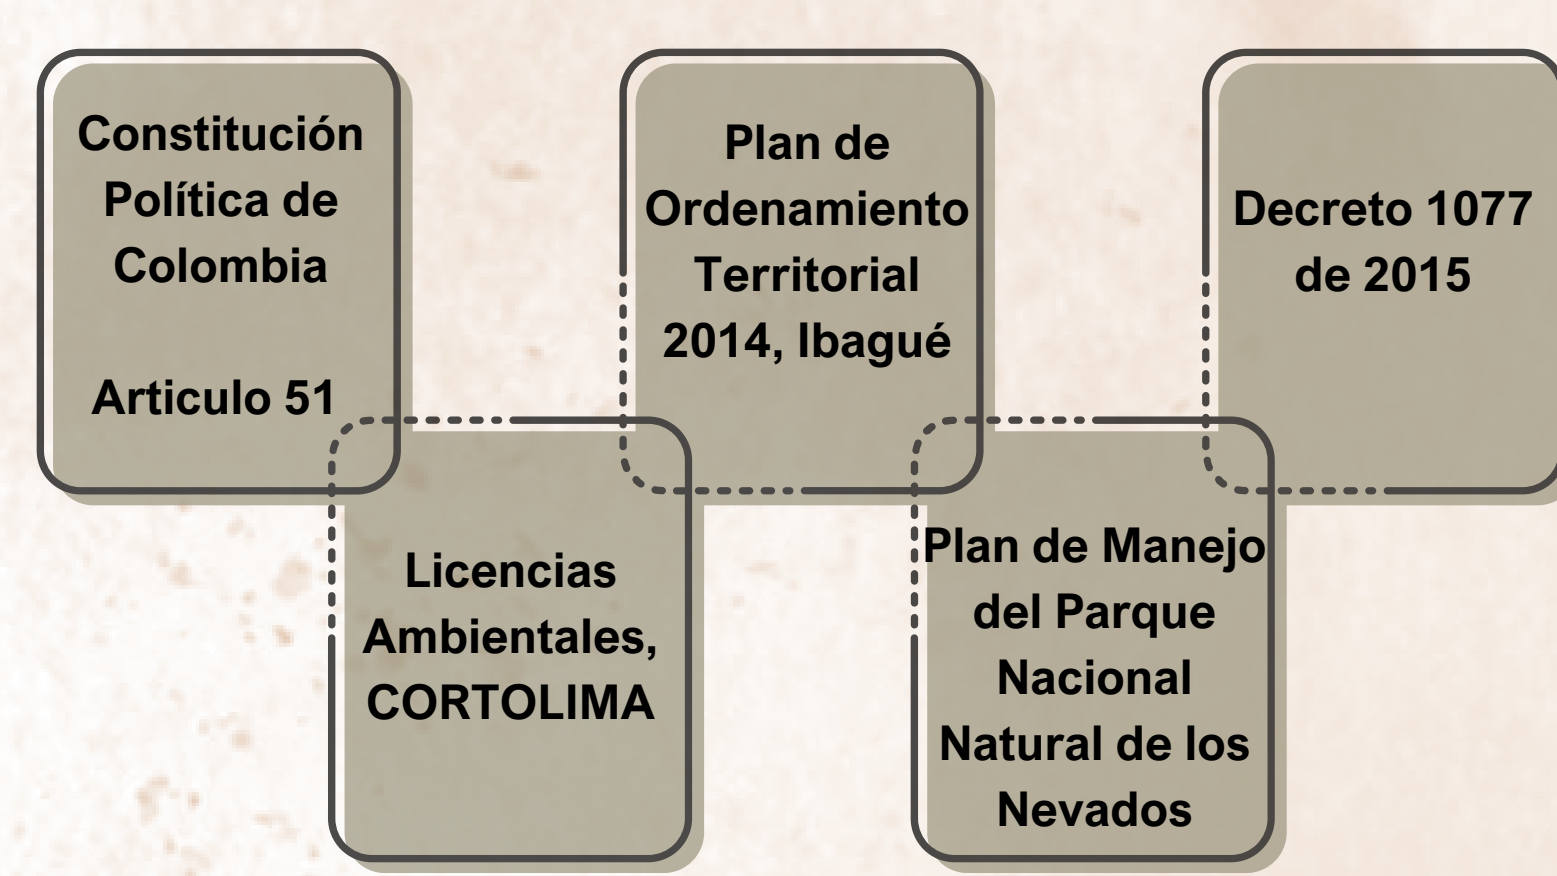 Constitución
Política de
Colombia
Articulo 51
Licencias
Ambientales,
CORTOLIMA
Plan de
Ordenamiento
Territorial
2014, Ibagué
Plan de Manejo
del Parque
Nacional
Natural de los
Nevados
Decreto 1077
de 2015